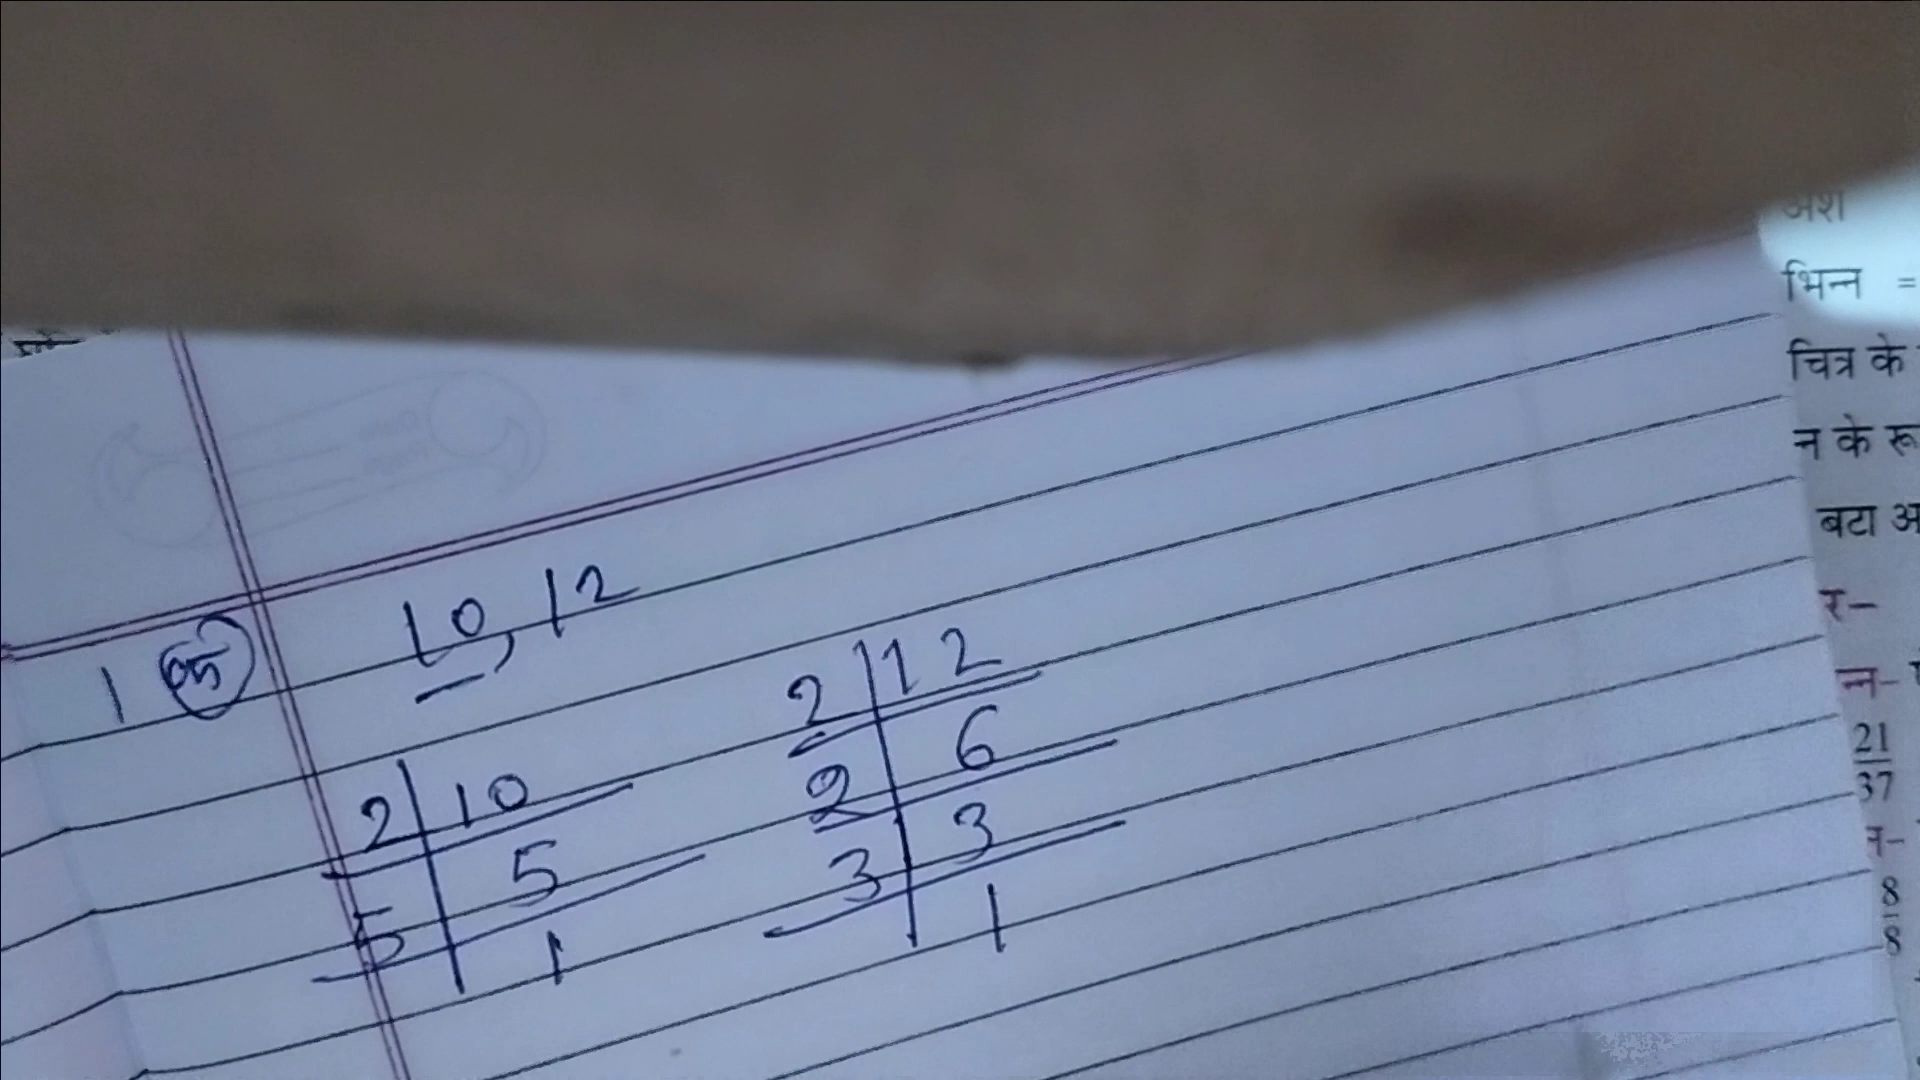 1 क 10, 12
2 | 10
5 | 5
1
2 | 12
2 | 6
3 | 3
1
अंश
भिन्न =
चित्र के
न के रू
बटा अ
र–
न्न–
21
37
न–
8
8